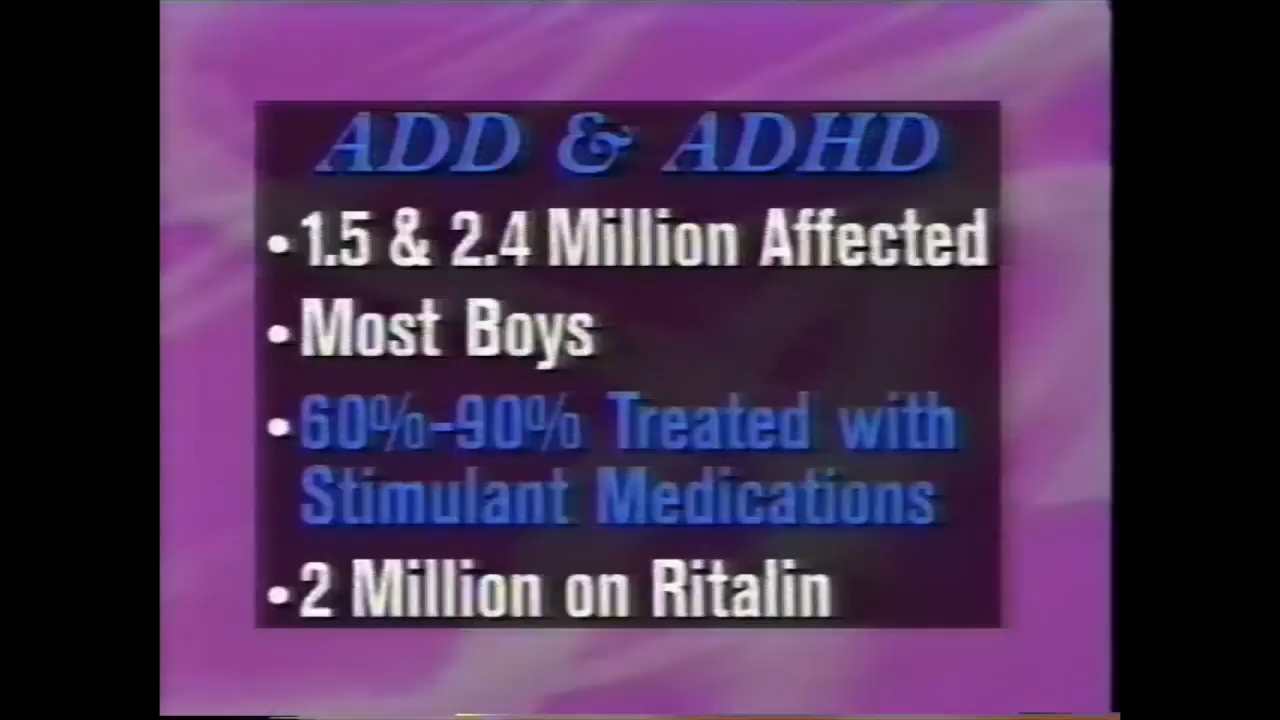 ADD & ADHD
• 1.5 & 2.4 Million Affected
• Most Boys
• 60%-90% Treated with
Stimulant Medications
• 2 Million on Ritalin